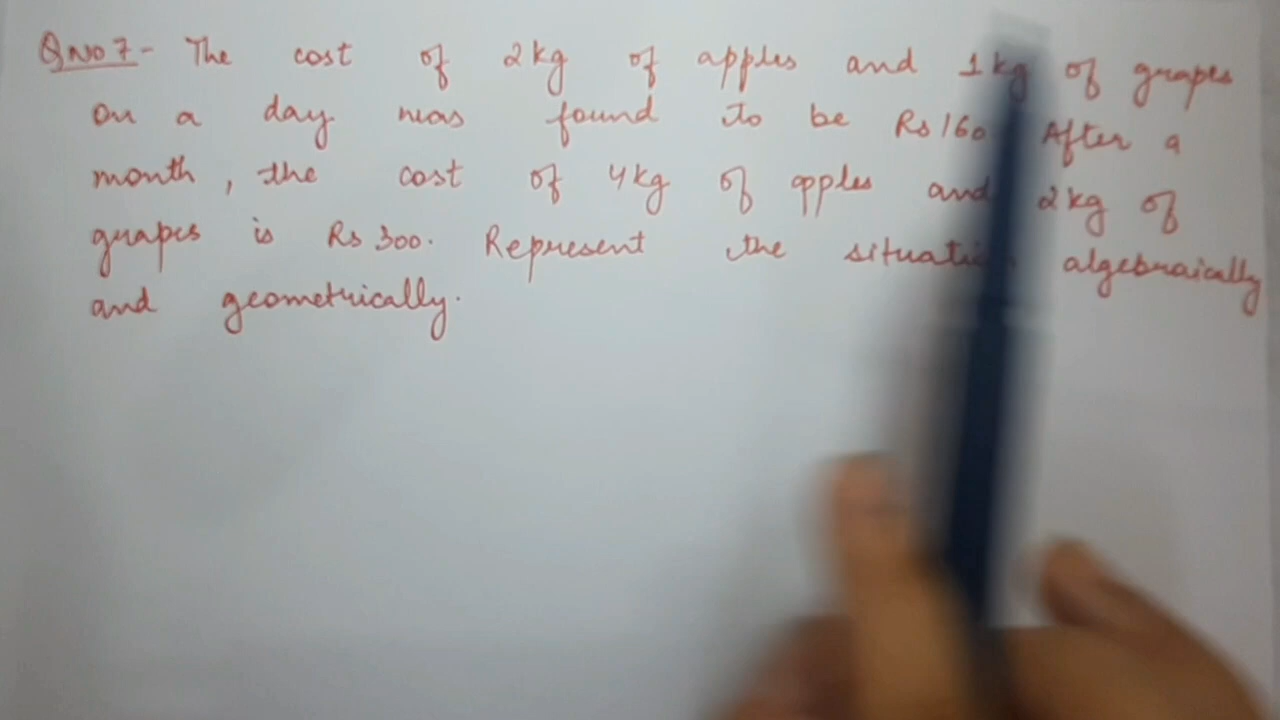 QNo7- The cost of 2kg of apples and 1kg of grapes
on a day was found to be Rs160 After a
month, the cost of 4kg of apples and 2kg of
grapes is Rs 300. Represent the situation algebraically
and geometrically.